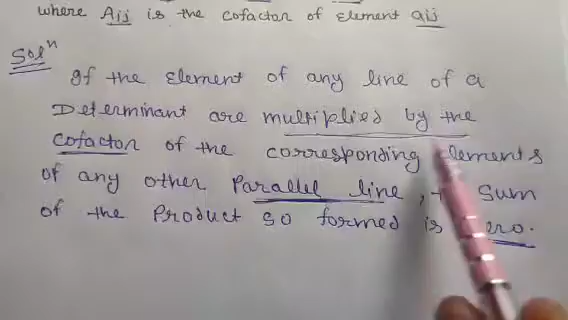 where Aij is the cofactor of Element aij
Solⁿ
If the Element of any line of a
Determinant are multiplied by the
Cofactor of the corresponding elements
of any other Parallel line, sum
of the Product so formed is zero.